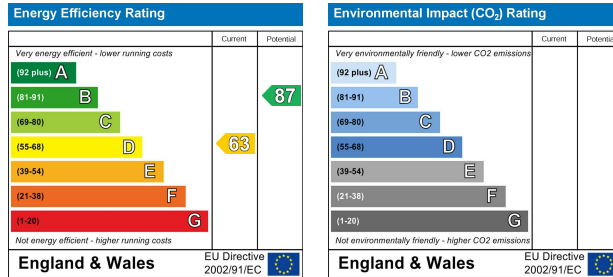 Energy Efficiency Rating
Current Potential
Very energy efficient - lower running costs
(92 plus) A
(81-91) B
87
(69-80) C
(55-68) D
63
(39-54) E
(21-38) F
(1-20) G
Not energy efficient - higher running costs
England & Wales
EU Directive
2002/91/EC
Environmental Impact (CO2) Rating
Current Potential
Very environmentally friendly - lower CO2 emissions
(92 plus) A
(81-91) B
(69-80) C
(55-68) D
(39-54) E
(21-38) F
(1-20) G
Not environmentally friendly - higher CO2 emissions
England & Wales
EU Directive
2002/91/EC